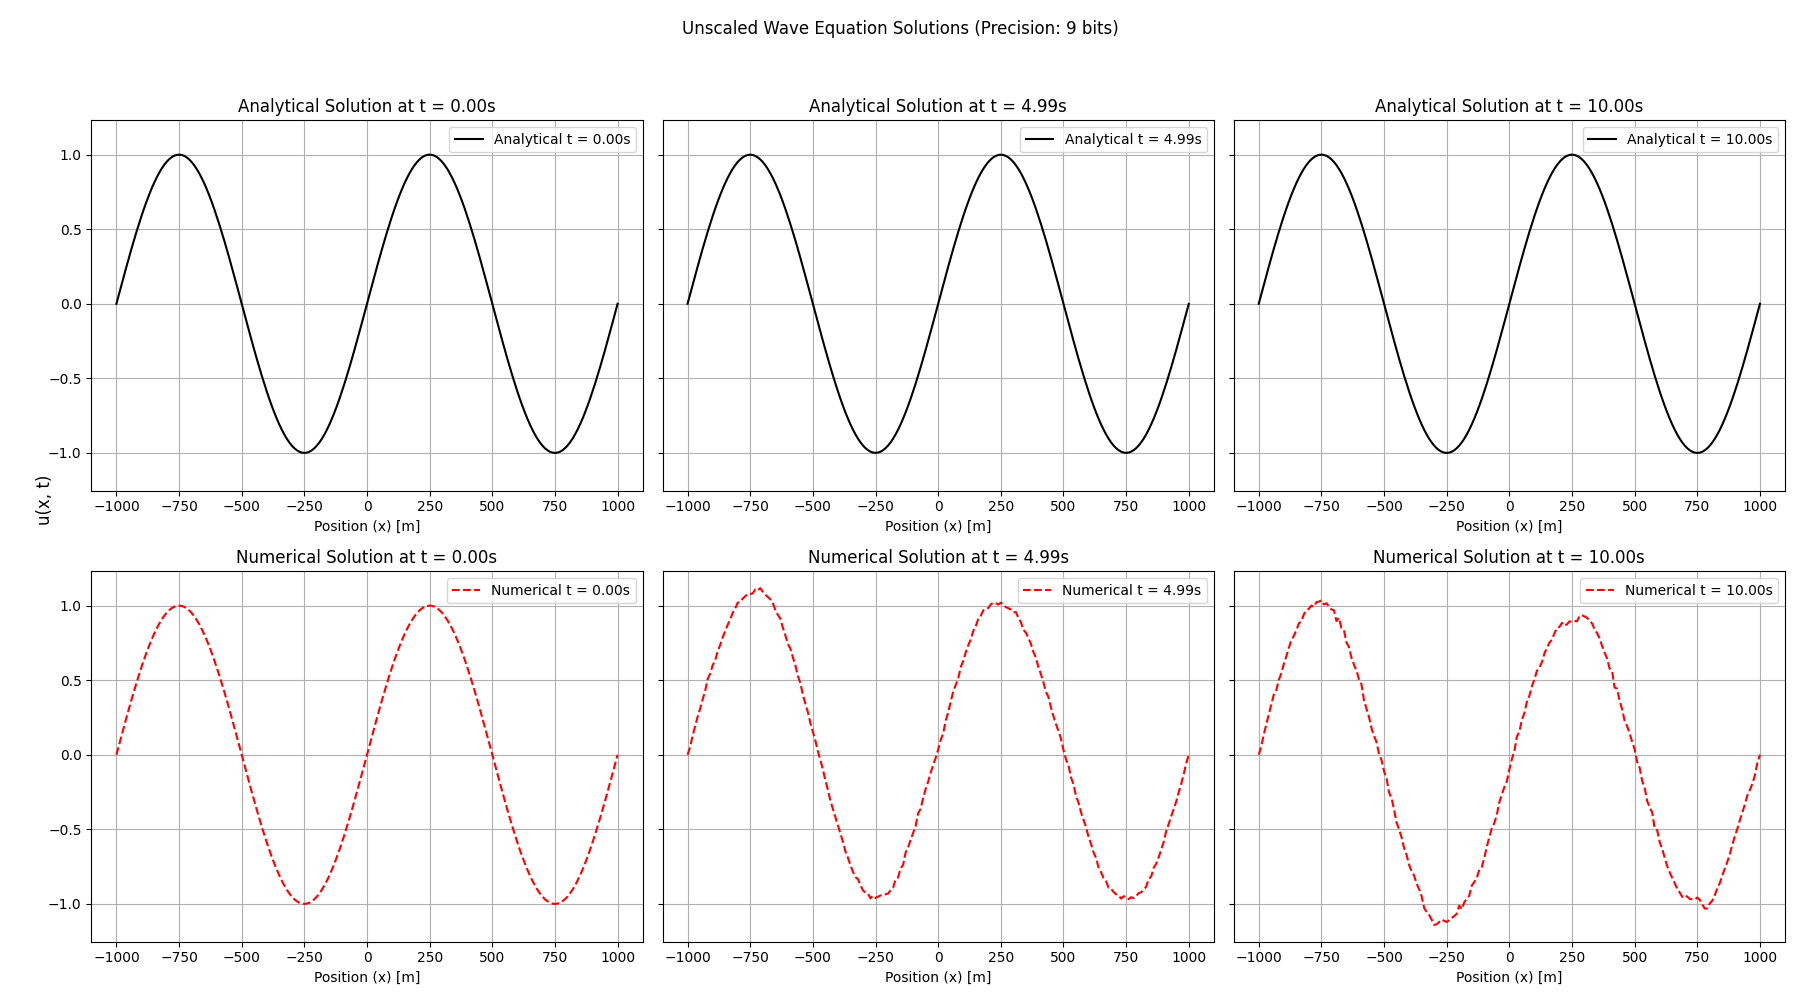 Unscaled Wave Equation Solutions (Precision: 9 bits)
Analytical Solution at t = 0.00s
Analytical t = 0.00s
1.0
0.5
0.0
−0.5
−1.0
−1000 −750 −500 −250 0 250 500 750 1000
Position (x) [m]
Analytical Solution at t = 4.99s
Analytical t = 4.99s
−1000 −750 −500 −250 0 250 500 750 1000
Position (x) [m]
Analytical Solution at t = 10.00s
Analytical t = 10.00s
−1000 −750 −500 −250 0 250 500 750 1000
Position (x) [m]
u(x, t)
Numerical Solution at t = 0.00s
Numerical t = 0.00s
1.0
0.5
0.0
−0.5
−1.0
−1000 −750 −500 −250 0 250 500 750 1000
Position (x) [m]
Numerical Solution at t = 4.99s
Numerical t = 4.99s
−1000 −750 −500 −250 0 250 500 750 1000
Position (x) [m]
Numerical Solution at t = 10.00s
Numerical t = 10.00s
−1000 −750 −500 −250 0 250 500 750 1000
Position (x) [m]